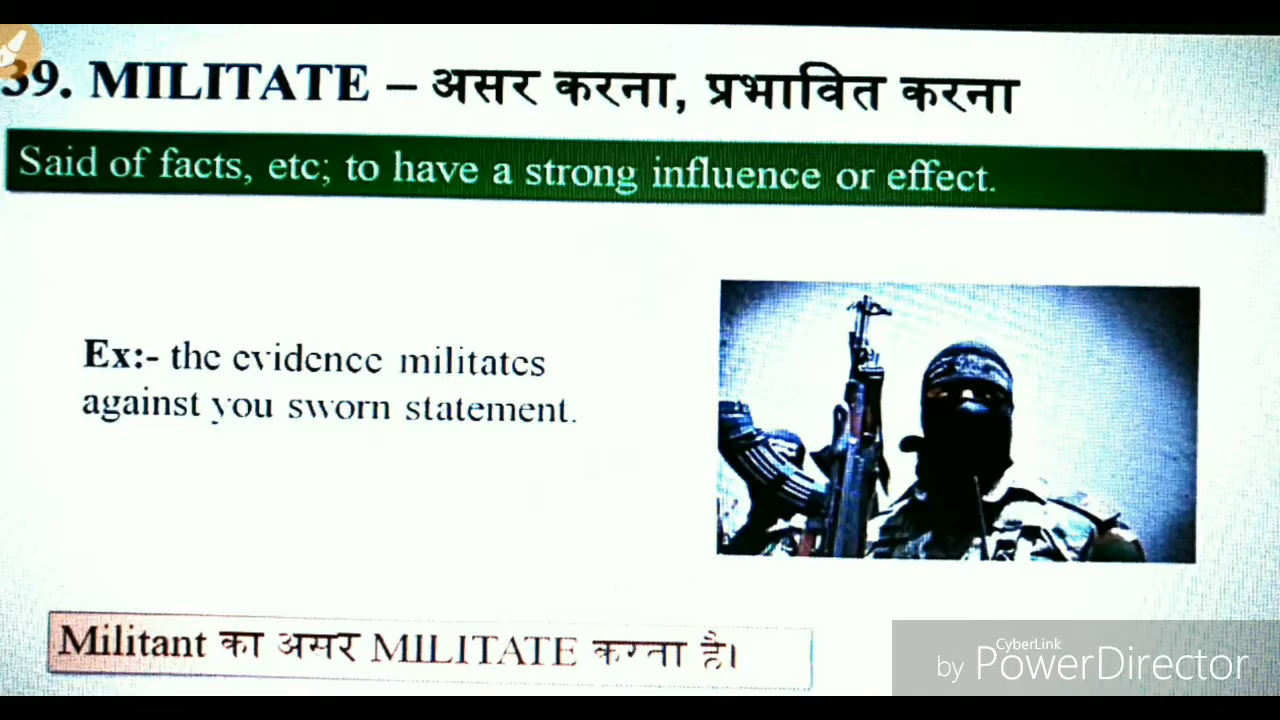 39. MILITATE – असर करना, प्रभावित करना
Said of facts, etc; to have a strong influence or effect.
Ex:- the evidence militates
against you sworn statement.
Militant का असर MILITATE करता है।
CyberLink
by PowerDirector